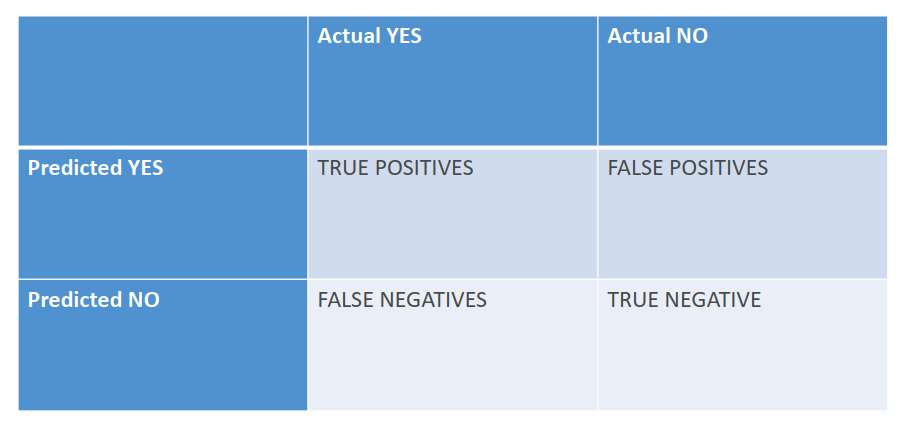 Actual YES
Actual NO
Predicted YES
TRUE POSITIVES
FALSE POSITIVES
Predicted NO
FALSE NEGATIVES
TRUE NEGATIVE